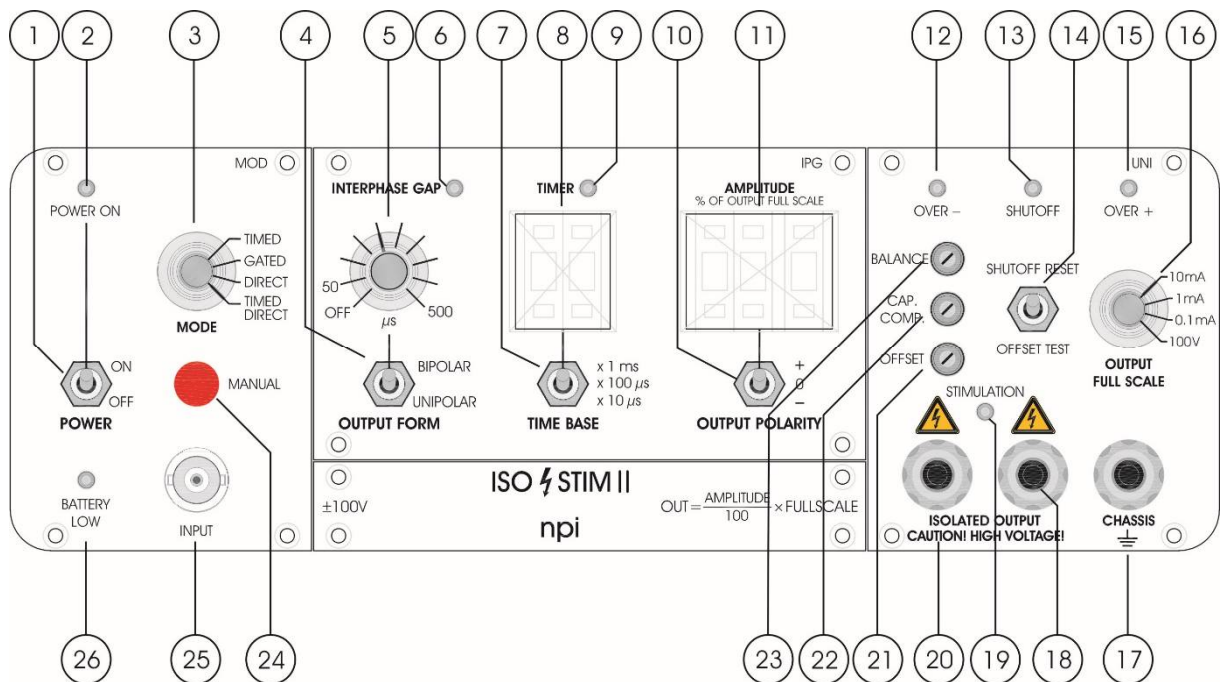 1 2 3 4 5 6 7 8 9 10 11 12 13 14 15 16
MOD
POWER ON
TIMED
GATED
DIRECT
TIMED
DIRECT
MODE
ON
OFF
POWER
MANUAL
BATTERY
LOW
INPUT
IPG
INTERPHASE GAP
TIMER
AMPLITUDE
% OF OUTPUT FULL SCALE
50
OFF
500
µs
BIPOLAR
UNIPOLAR
OUTPUT FORM
x 1 ms
x 100 µs
x 10 µs
TIME BASE
+
0
−
OUTPUT POLARITY
±100V
ISO STIM II
npi
OUT = AMPLITUDE / 100 × FULLSCALE
UNI
OVER −
SHUTOFF
OVER +
BALANCE
CAP.
COMP.
OFFSET
SHUTOFF RESET
OFFSET TEST
10mA
1mA
0.1mA
100V
OUTPUT
FULL SCALE
STIMULATION
ISOLATED OUTPUT
CAUTION! HIGH VOLTAGE!
CHASSIS
26 25 24 23 22 21 20 19 18 17